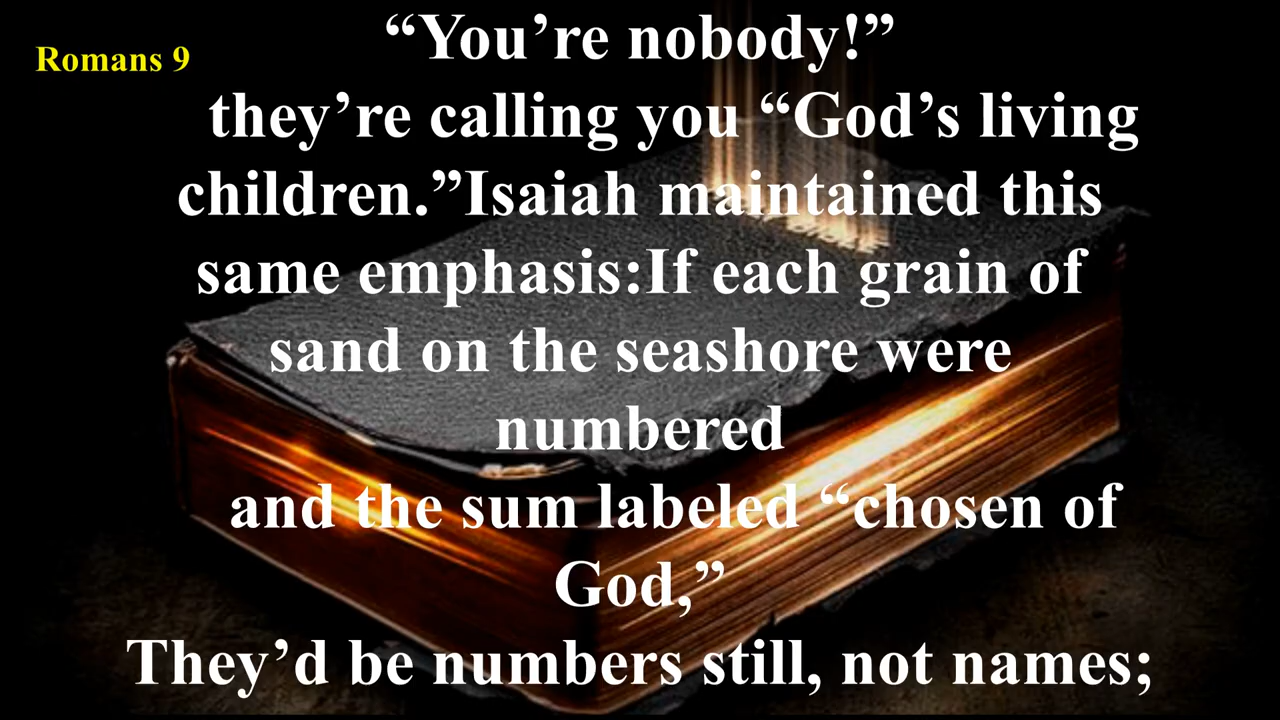 “You’re nobody!”
Romans 9
they’re calling you “God’s living
children.”Isaiah maintained this
same emphasis:If each grain of
sand on the seashore were
numbered
and the sum labeled “chosen of
God,”
They’d be numbers still, not names;